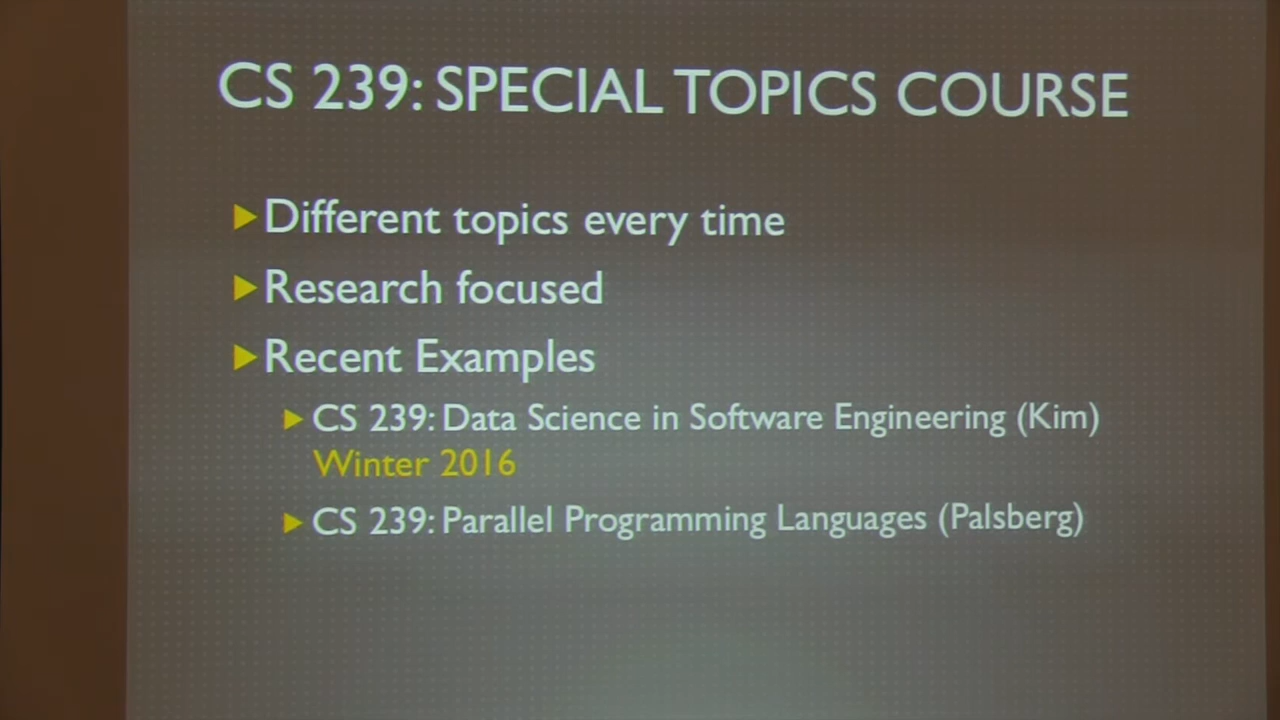 CS 239: SPECIAL TOPICS COURSE
Different topics every time
Research focused
Recent Examples
CS 239: Data Science in Software Engineering (Kim)
Winter 2016
CS 239: Parallel Programming Languages (Palsberg)